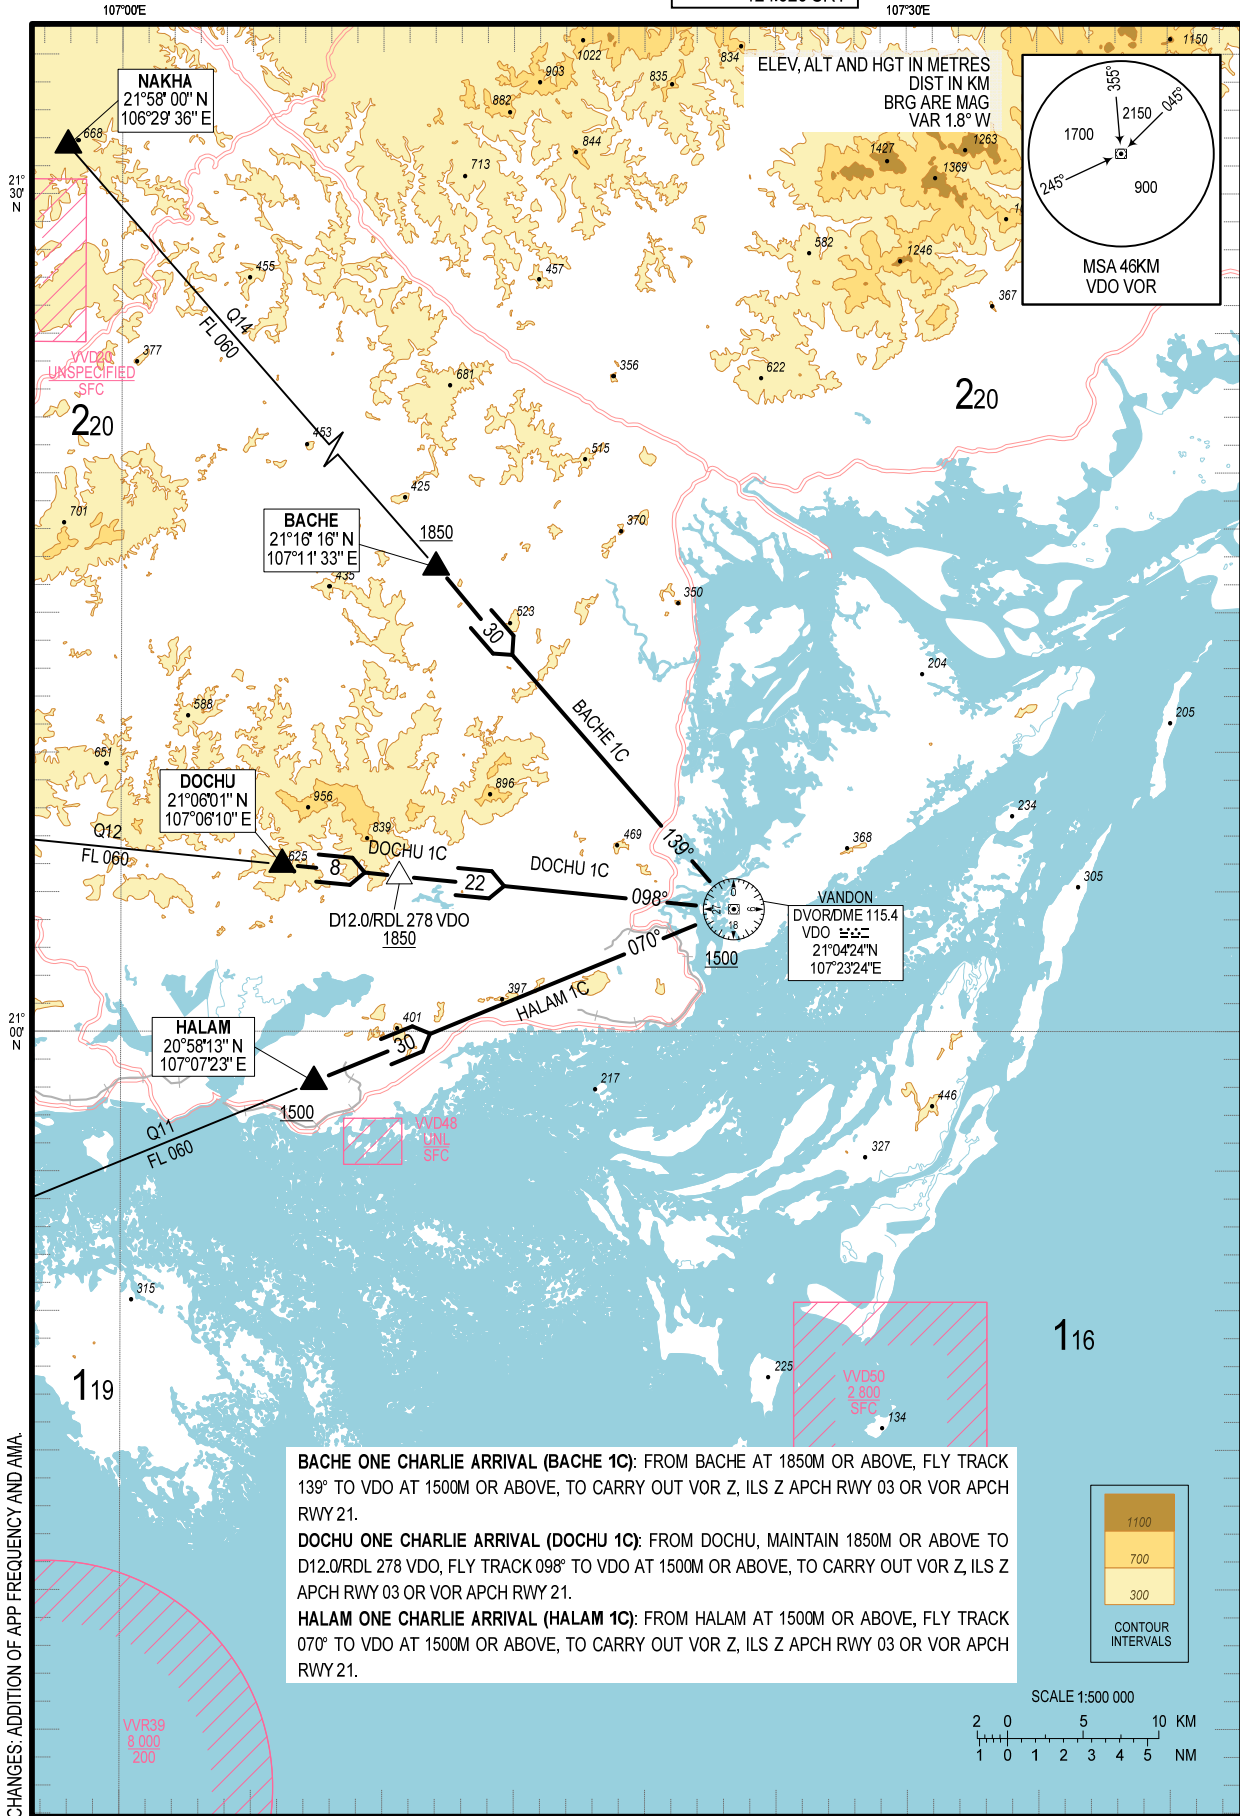 107°00'E
107°30'E
ELEV, ALT AND HGT IN METRES
DIST IN KM
BRG ARE MAG
VAR 1.8° W
355°
045°
2150
1700
245°
900
MSA 46KM
VDO VOR
NAKHA
21°58' 00" N
106°29' 36" E
668
1022
903
882
835
834
1150
844
713
1427
1263
1369
582
1246
367
21°
30'
N
455
457
Q14
FL 060
377
VVD20
UNSPECIFIED
SFC
356
622
681
220
220
453
515
425
701
370
BACHE
21°16' 16" N
107°11' 33" E
1850
435
350
523
30
204
205
588
BACHE 1C
651
DOCHU
21°06'01" N
107°06'10" E
956
896
234
839
469
368
Q12
FL 060
625
8
DOCHU 1C
22
DOCHU 1C
139°
305
098°
D12.0/RDL 278 VDO
1850
070°
1500
VANDON
DVOR/DME 115.4
VDO
21°04'24"N
107°23'24"E
0
9
18
27
HALAM 1C
397
401
30
21°
00'
N
HALAM
20°58'13" N
107°07'23" E
1500
217
446
Q11
FL 060
VVD48
UNL
SFC
327
315
116
119
225
VVD50
2 800
SFC
134
BACHE ONE CHARLIE ARRIVAL (BACHE 1C): FROM BACHE AT 1850M OR ABOVE, FLY TRACK
139° TO VDO AT 1500M OR ABOVE, TO CARRY OUT VOR Z, ILS Z APCH RWY 03 OR VOR APCH
RWY 21.
DOCHU ONE CHARLIE ARRIVAL (DOCHU 1C): FROM DOCHU, MAINTAIN 1850M OR ABOVE TO
D12.0/RDL 278 VDO, FLY TRACK 098° TO VDO AT 1500M OR ABOVE, TO CARRY OUT VOR Z, ILS Z
APCH RWY 03 OR VOR APCH RWY 21.
HALAM ONE CHARLIE ARRIVAL (HALAM 1C): FROM HALAM AT 1500M OR ABOVE, FLY TRACK
070° TO VDO AT 1500M OR ABOVE, TO CARRY OUT VOR Z, ILS Z APCH RWY 03 OR VOR APCH
RWY 21.
1100
700
300
CONTOUR
INTERVALS
SCALE 1:500 000
2 0 5 10 KM
1 0 1 2 3 4 5 NM
VVR39
8 000
200
CHANGES: ADDITION OF APP FREQUENCY AND AMA.